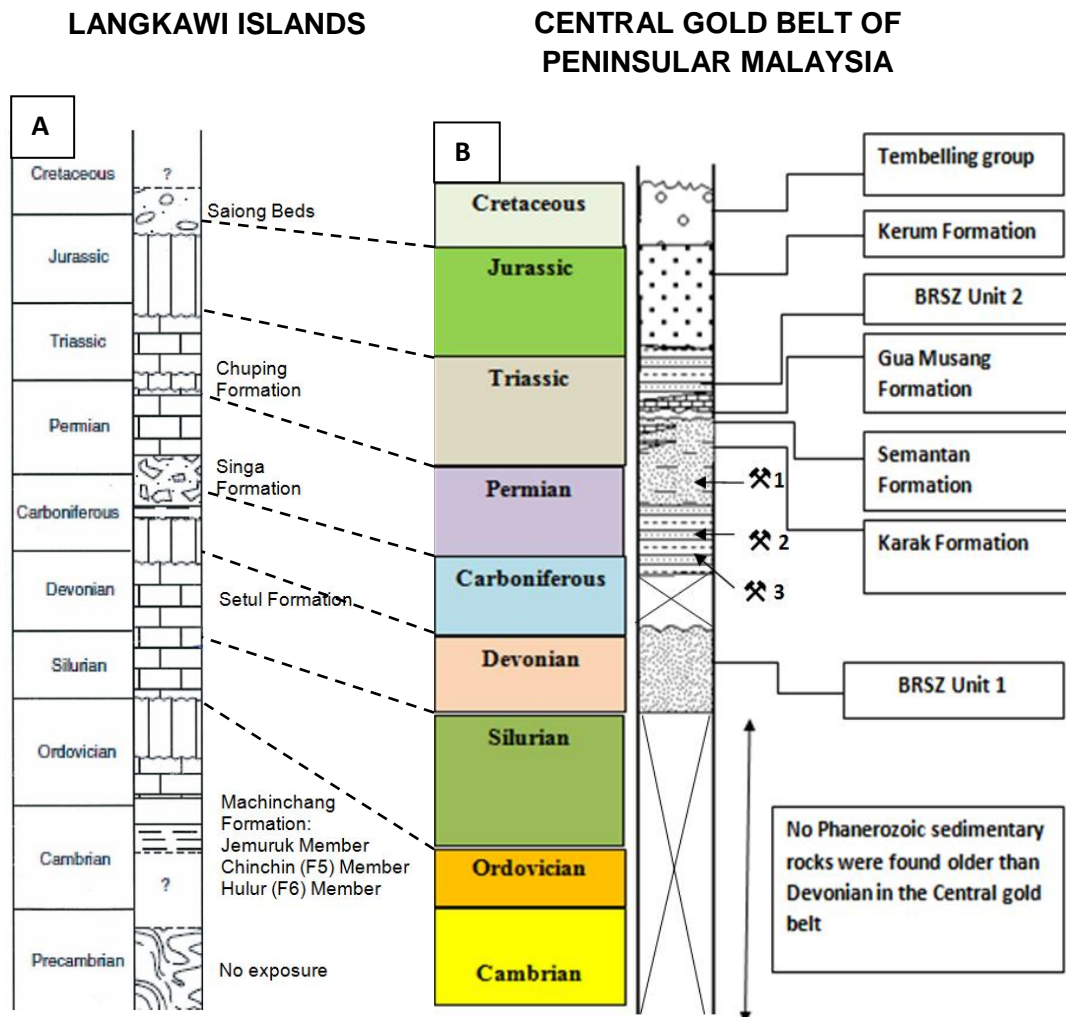 LANGKAWI ISLANDS
CENTRAL GOLD BELT OF
PENINSULAR MALAYSIA
A
Cretaceous
?
Saiong Beds
Jurassic
Triassic
Chuping
Formation
Permian
Singa
Formation
Carboniferous
Devonian
Setul Formation
Silurian
Ordovician
Machinchang
Formation:
Jemuruk Member
Chinchin (F5) Member
Hulur (F6) Member
Cambrian
?
Precambrian
No exposure
B
Cretaceous
Jurassic
Triassic
Permian
Carboniferous
Devonian
Silurian
Ordovician
Cambrian
1
2
3
Tembelling group
Kerum Formation
BRSZ Unit 2
Gua Musang
Formation
Semantan
Formation
Karak Formation
BRSZ Unit 1
No Phanerozoic sedimentary
rocks were found older than
Devonian in the Central gold
belt